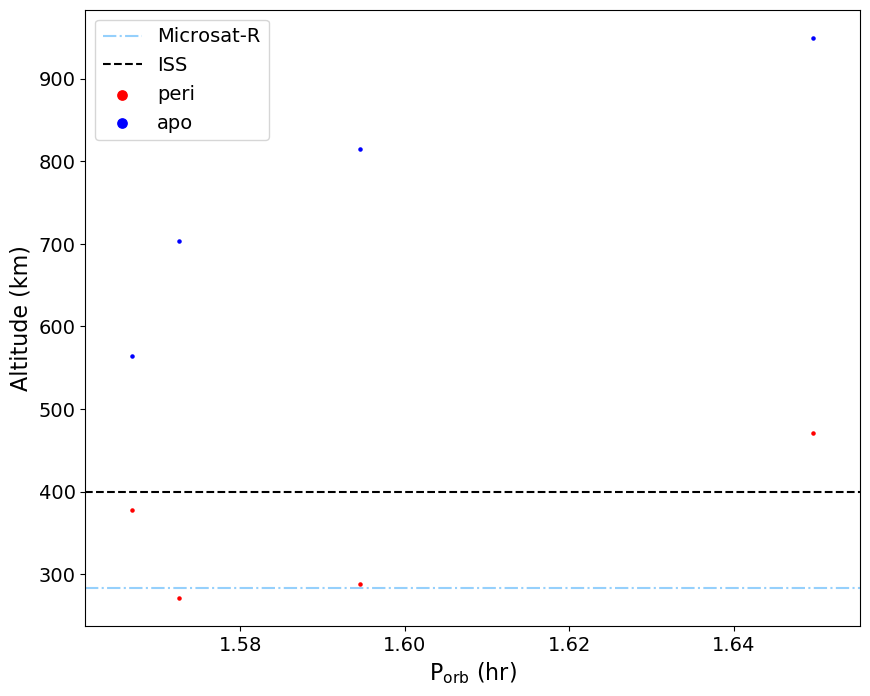 Microsat-R
ISS
peri
apo
900
800
700
600
500
400
300
Altitude (km)
1.58 1.60 1.62 1.64
P_orb (hr)